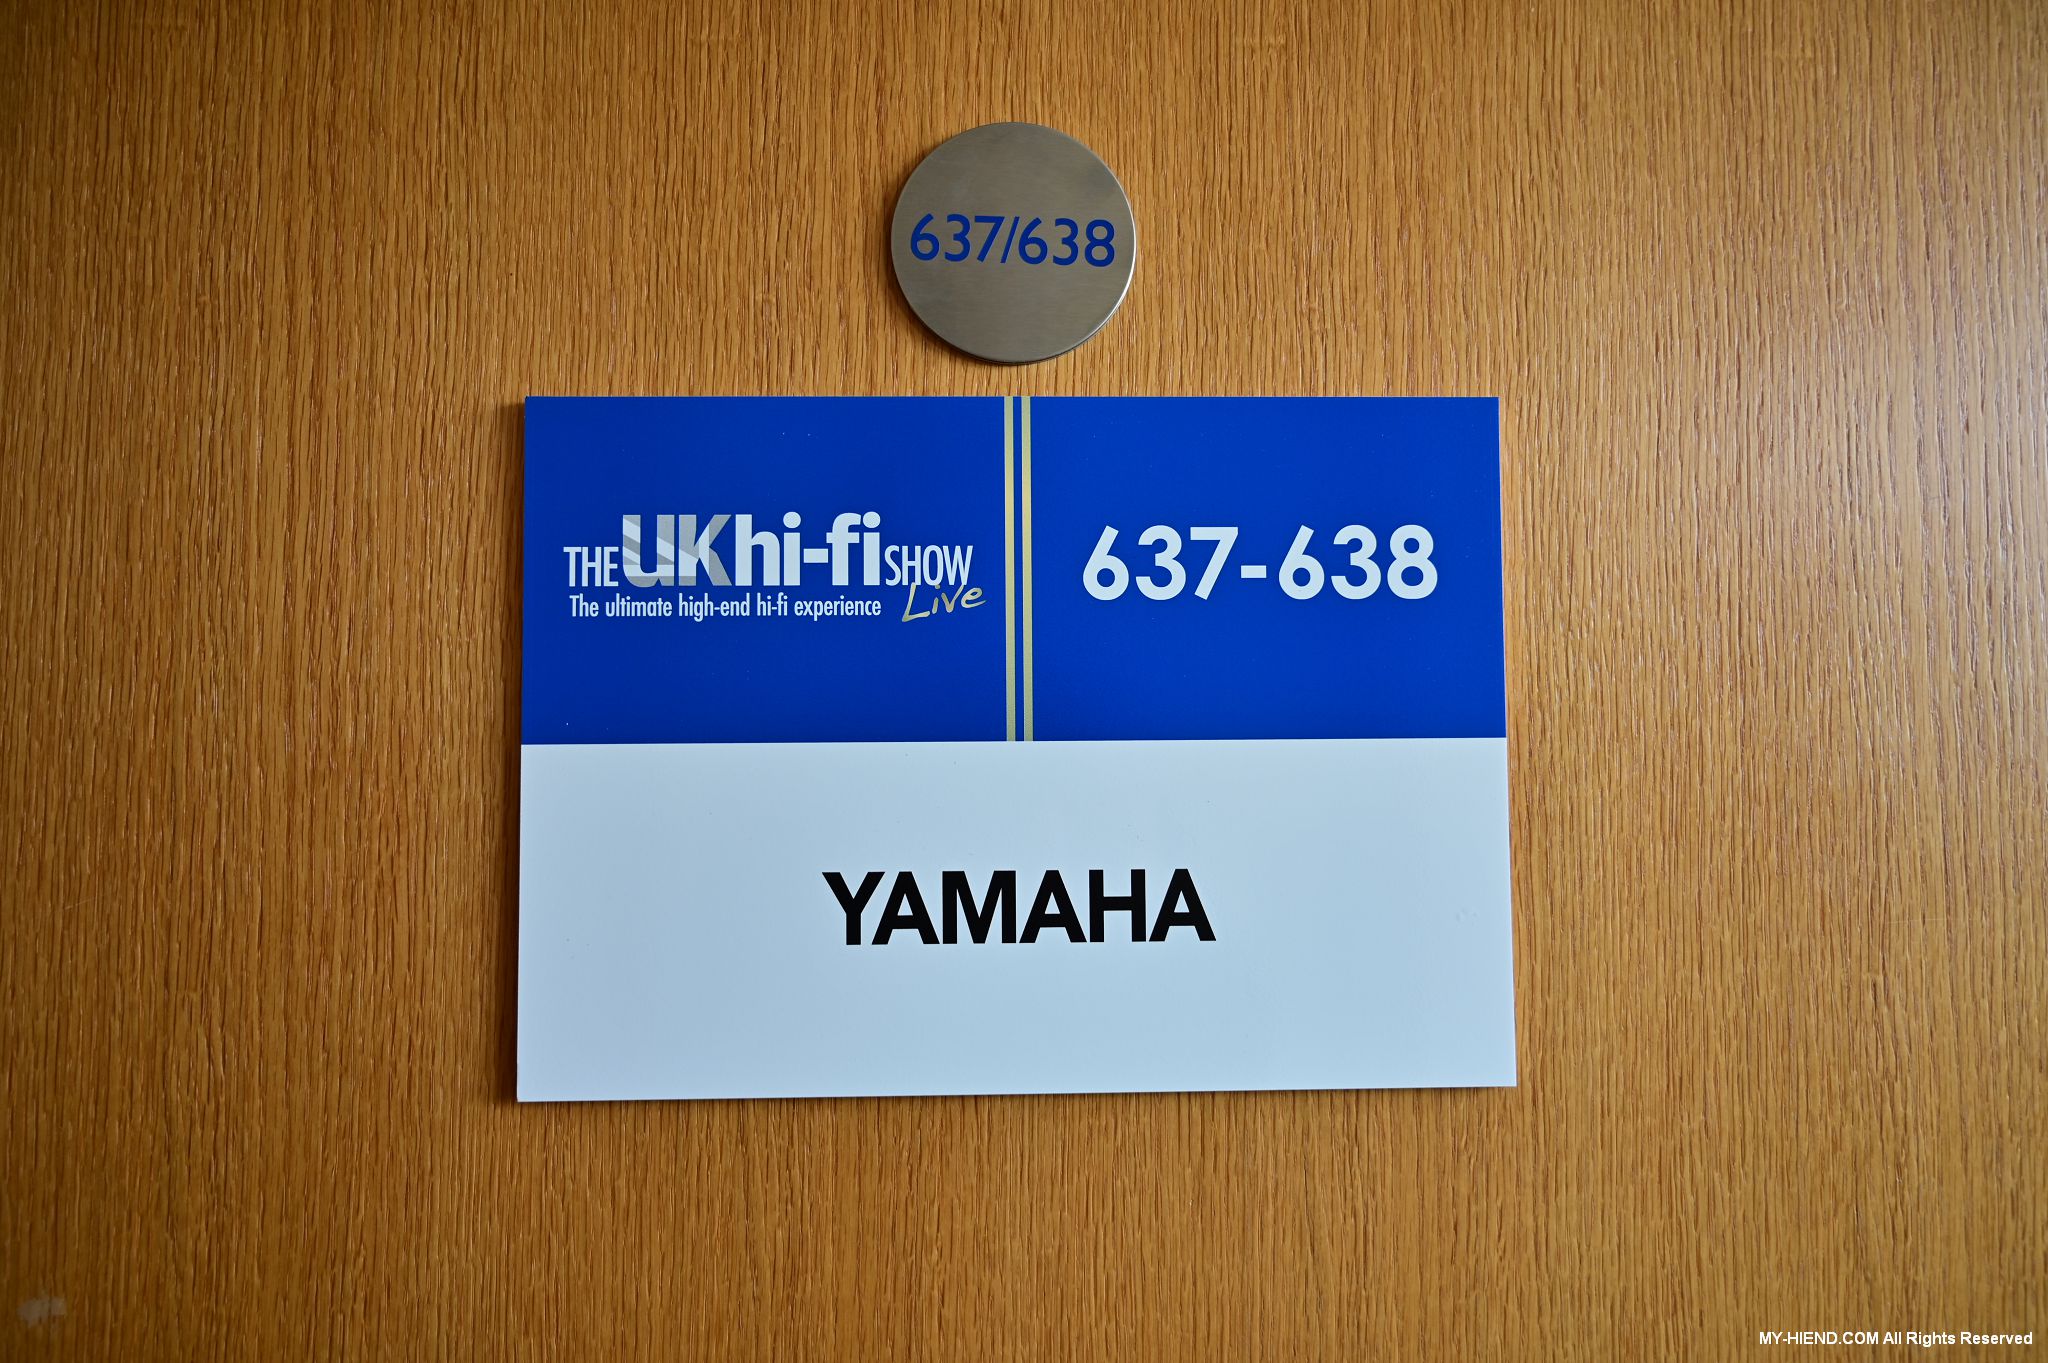 637/638
THE UK hi-fi SHOW
Live
The ultimate high-end hi-fi experience
637-638
YAMAHA
MY-HIEND.COM All Rights Reserved